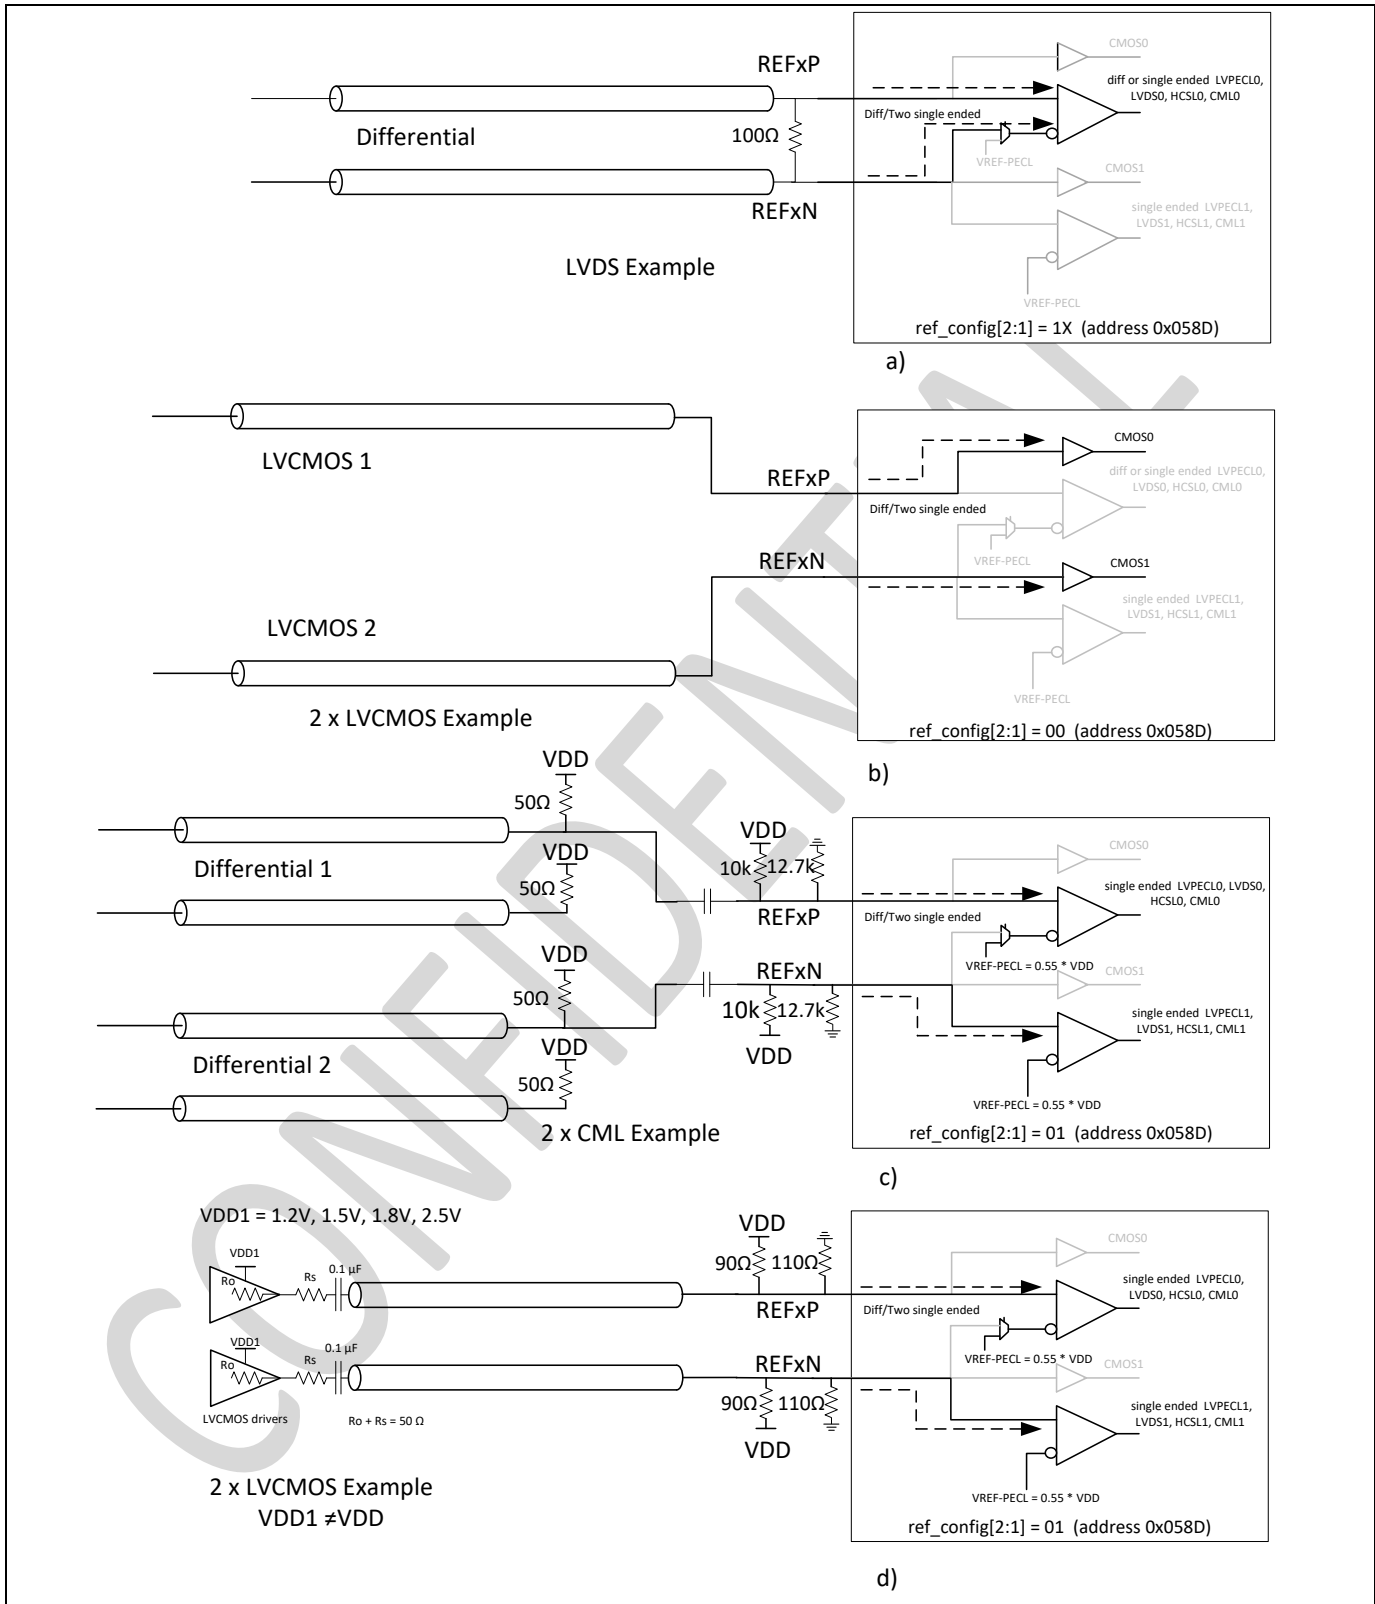 CONFIDENTIAL
REFxP
Differential
100Ω
REFxN
LVDS Example
CMOS0
diff or single ended LVPECL0,
LVDS0, HCSL0, CML0
Diff/Two single ended
VREF-PECL
CMOS1
single ended LVPECL1,
LVDS1, HCSL1, CML1
VREF-PECL
ref_config[2:1] = 1X (address 0x058D)
a)
LVCMOS 1
REFxP
REFxN
LVCMOS 2
2 x LVCMOS Example
CMOS0
diff or single ended LVPECL0,
LVDS0, HCSL0, CML0
Diff/Two single ended
VREF-PECL
CMOS1
single ended LVPECL1,
LVDS1, HCSL1, CML1
VREF-PECL
ref_config[2:1] = 00 (address 0x058D)
b)
VDD
50Ω
Differential 1
VDD
50Ω
VDD
10k
12.7k
REFxP
VDD
50Ω
REFxN
10k
12.7k
VDD
Differential 2
VDD
50Ω
2 x CML Example
CMOS0
single ended LVPECL0, LVDS0,
HCSL0, CML0
Diff/Two single ended
VREF-PECL = 0.55 * VDD
CMOS1
single ended LVPECL1,
LVDS1, HCSL1, CML1
VREF-PECL = 0.55 * VDD
ref_config[2:1] = 01 (address 0x058D)
c)
VDD1 = 1.2V, 1.5V, 1.8V, 2.5V
VDD1
Ro
Rs
0.1 µF
VDD
90Ω
110Ω
REFxP
VDD1
Ro
Rs
0.1 µF
REFxN
90Ω
110Ω
VDD
LVCMOS drivers
Ro + Rs = 50 Ω
2 x LVCMOS Example
VDD1 ≠VDD
CMOS0
single ended LVPECL0,
LVDS0, HCSL0, CML0
Diff/Two single ended
VREF-PECL = 0.55 * VDD
CMOS1
single ended LVPECL1,
LVDS1, HCSL1, CML1
VREF-PECL = 0.55 * VDD
ref_config[2:1] = 01 (address 0x058D)
d)